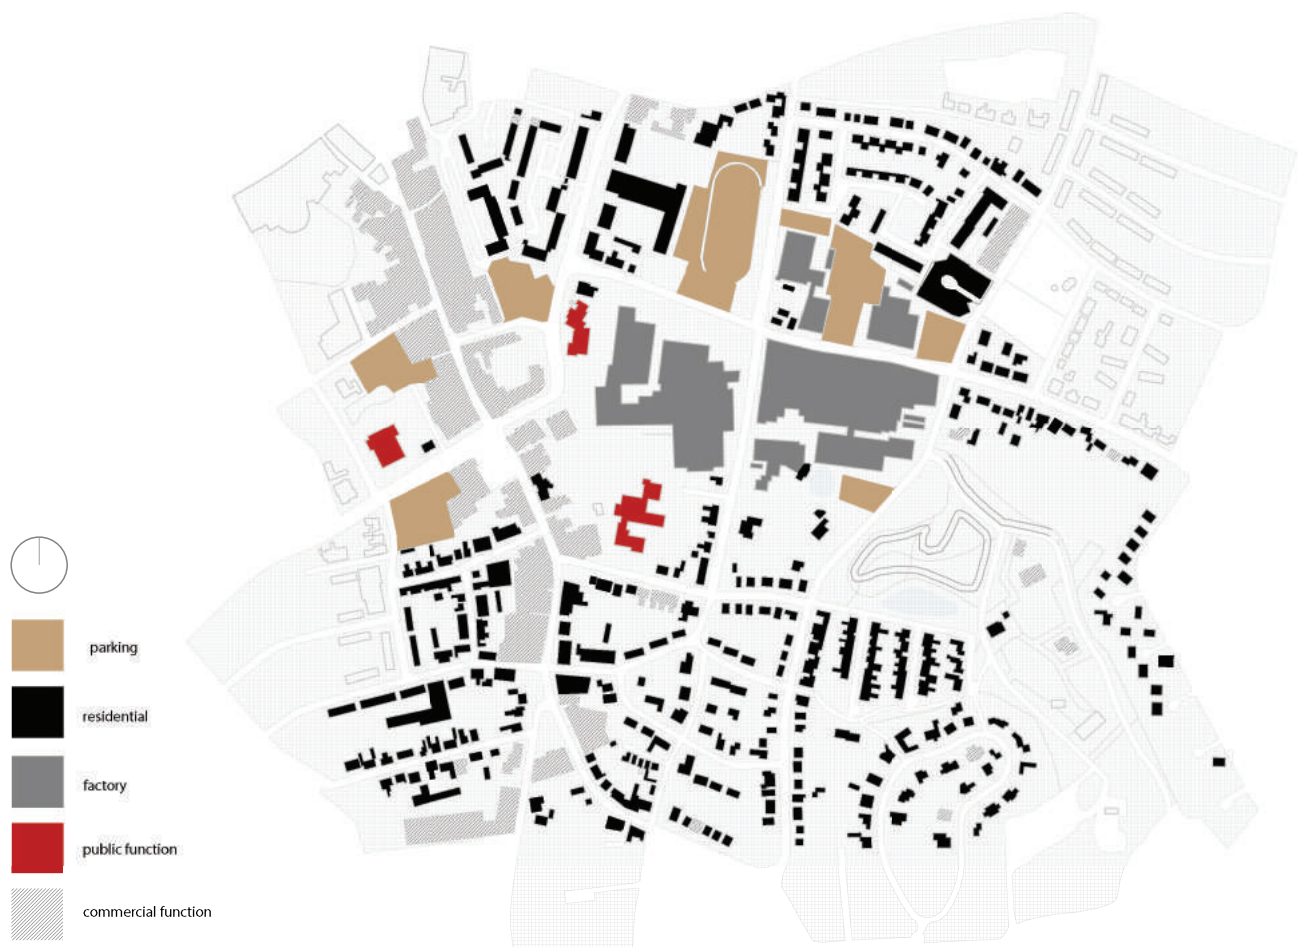 parking
residential
factory
public function
commercial function